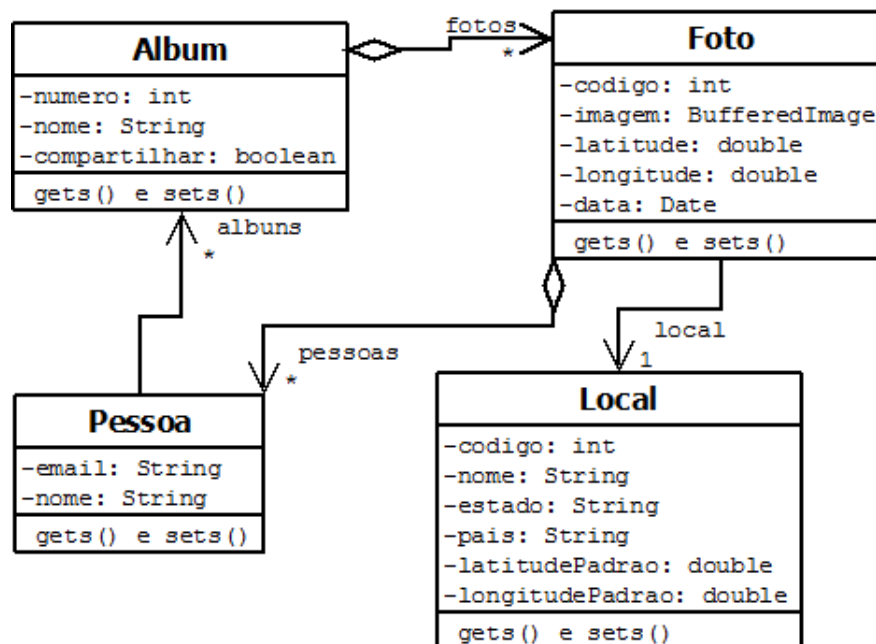 Album
-numero: int
-nome: String
-compartilhar: boolean
gets() e sets()
fotos
*
Foto
-codigo: int
-imagem: BufferedImage
-latitude: double
-longitude: double
-data: Date
gets() e sets()
albuns
*
pessoas
*
local
1
Pessoa
-email: String
-nome: String
gets() e sets()
Local
-codigo: int
-nome: String
-estado: String
-pais: String
-latitudePadrao: double
-longitudePadrao: double
gets() e sets()